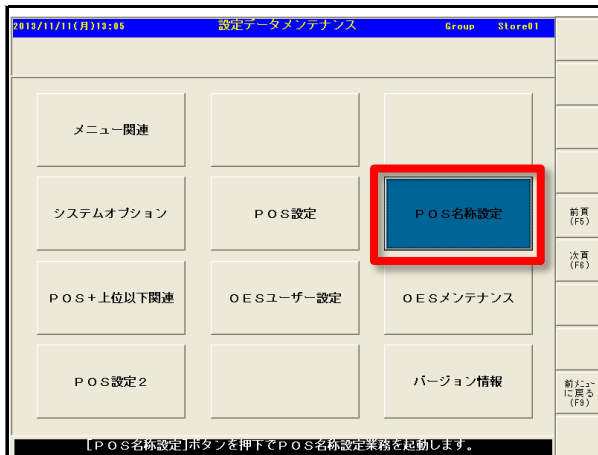 2013/11/11(月)13:05 設定データメンテナンス Group Store01
メニュー関連
システムオプション POS設定 POS名称設定
前頁
(F5)
次頁
(F6)
POS+上位以下関連 OESユーザー設定 OESメンテナンス
POS設定2 バージョン情報
前メニュー
に戻る
(F9)
[POS名称設定]ボタンを押下でPOS名称設定業務を起動します。